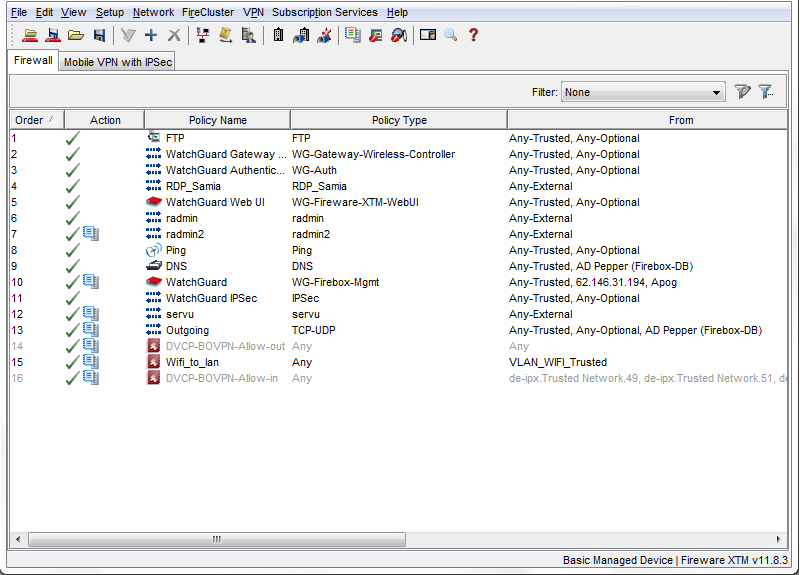 File Edit View Setup Network FireCluster VPN Subscription Services Help
Firewall Mobile VPN with IPSec
Filter: None
Order Action Policy Name Policy Type From
1 FTP FTP Any-Trusted, Any-Optional
2 WatchGuard Gateway ... WG-Gateway-Wireless-Controller Any-Trusted, Any-Optional
3 WatchGuard Authentic... WG-Auth Any-Trusted, Any-Optional
4 RDP_Samia RDP_Samia Any-External
5 WatchGuard Web UI WG-Fireware-XTM-WebUI Any-Trusted, Any-Optional
6 radmin radmin Any-External
7 radmin2 radmin2 Any-External
8 Ping Ping Any-Trusted, Any-Optional
9 DNS DNS Any-Trusted, AD Pepper (Firebox-DB)
10 WatchGuard WG-Firebox-Mgmt Any-Trusted, 62.146.31.194, Apog
11 WatchGuard IPSec IPSec Any-Trusted, Any-Optional
12 servu servu Any-External
13 Outgoing TCP-UDP Any-Trusted, Any-Optional, AD Pepper (Firebox-DB)
14 DVCP-BOVPN-Allow-out Any Any
15 Wifi_to_lan Any VLAN_WIFI_Trusted
16 DVCP-BOVPN-Allow-in Any de-ipx.Trusted Network.49, de-ipx.Trusted Network.51, de
Basic Managed Device | Fireware XTM v11.8.3